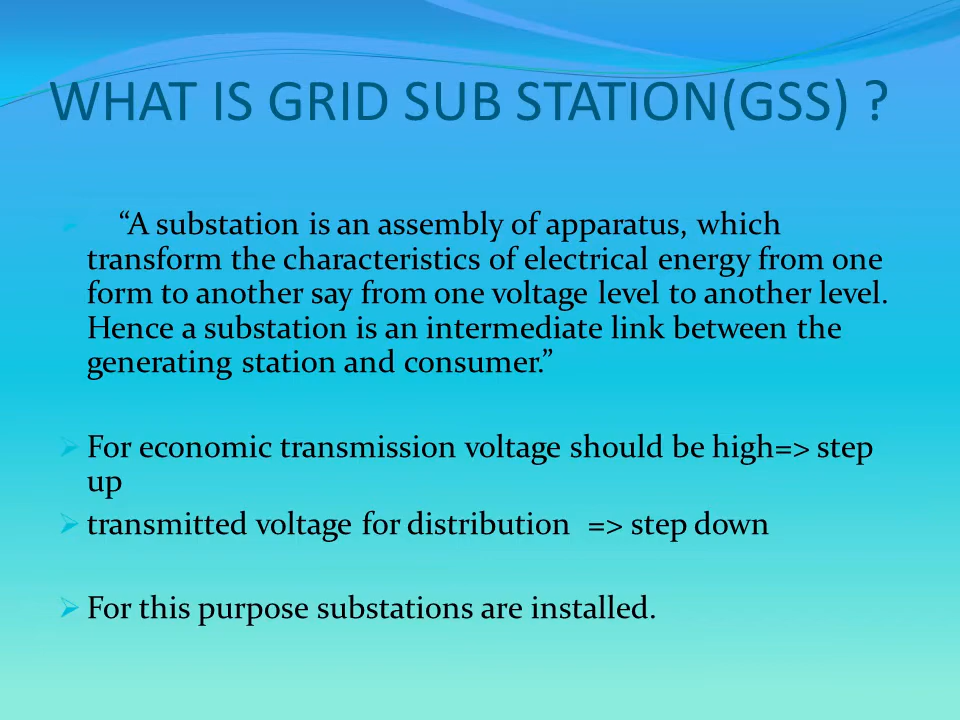 WHAT IS GRID SUB STATION(GSS) ?
“A substation is an assembly of apparatus, which
transform the characteristics of electrical energy from one
form to another say from one voltage level to another level.
Hence a substation is an intermediate link between the
generating station and consumer.”
For economic transmission voltage should be high=> step
up
transmitted voltage for distribution => step down
For this purpose substations are installed.